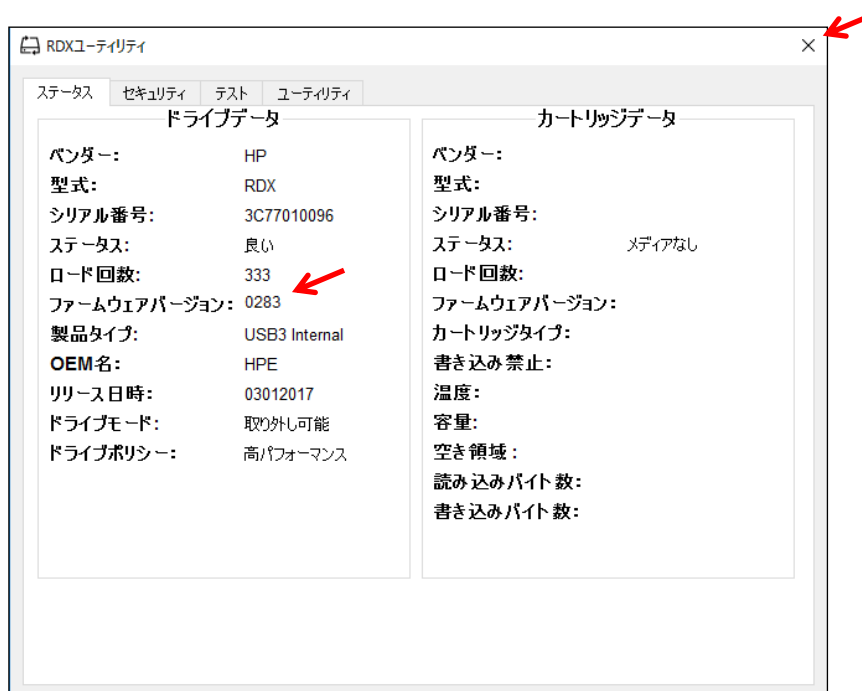 RDXユーティリティ
ステータス セキュリティ テスト ユーティリティ
ドライブデータ
ベンダー: HP
型式: RDX
シリアル番号: 3C77010096
ステータス: 良い
ロード回数: 333
ファームウェアバージョン: 0283
製品タイプ: USB3 Internal
OEM名: HPE
リリース日時: 03012017
ドライブモード: 取り外し可能
ドライブポリシー: 高パフォーマンス
カートリッジデータ
ベンダー:
型式:
シリアル番号:
ステータス: メディアなし
ロード回数:
ファームウェアバージョン:
カートリッジタイプ:
書き込み禁止:
温度:
容量:
空き領域:
読み込みバイト数:
書き込みバイト数: